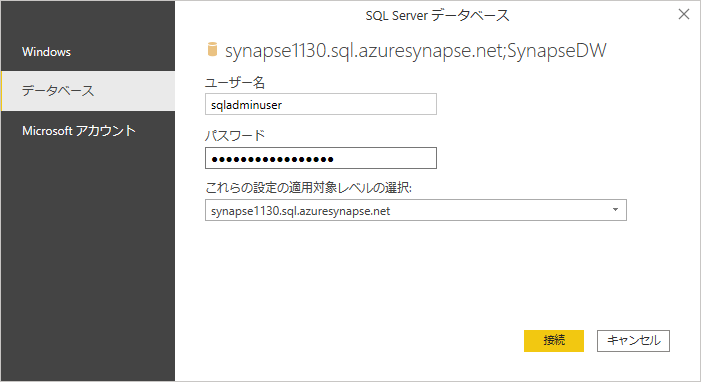 SQL Server データベース
Windows
データベース
Microsoft アカウント
synapse1130.sql.azuresynapse.net;SynapseDW
ユーザー名
sqladminuser
パスワード
●●●●●●●●●●●●●●●●●
これらの設定の適用対象レベルの選択:
synapse1130.sql.azuresynapse.net
接続
キャンセル